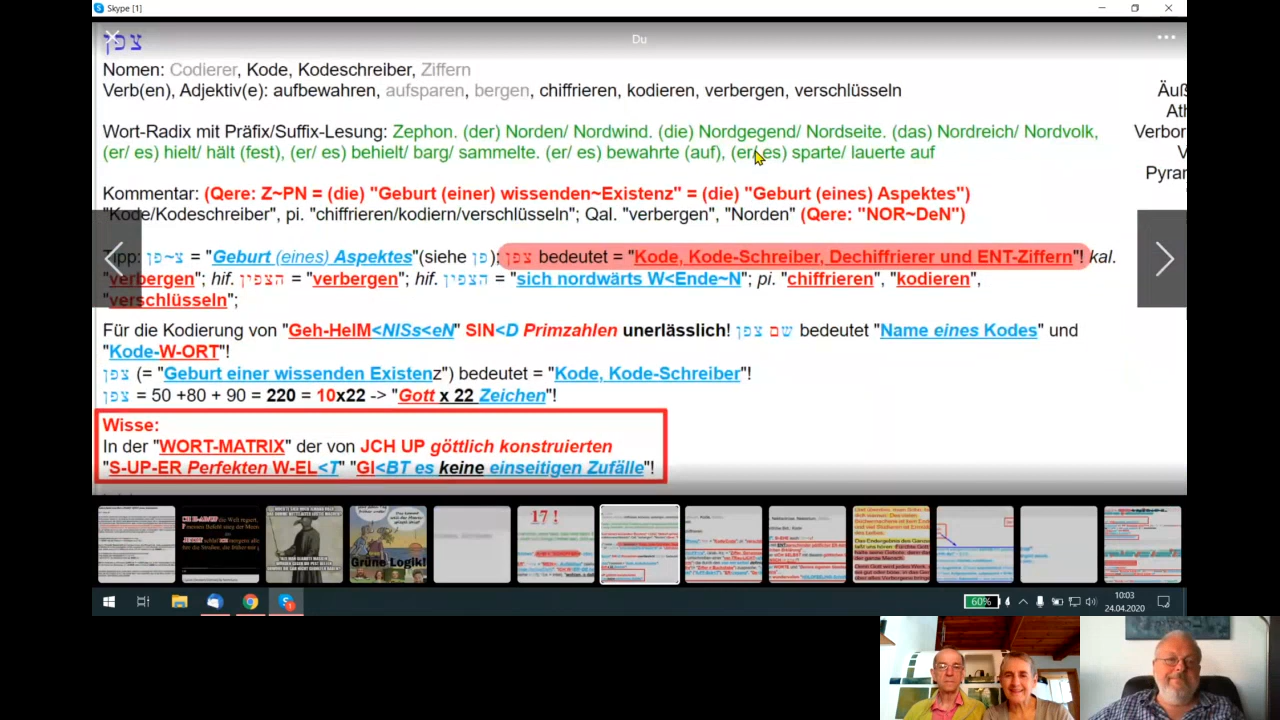 Skype [1]
צפן
Du
Nomen: Codierer, Kode, Kodeschreiber, Ziffern
Verb(en), Adjektiv(e): aufbewahren, aufsparen, bergen, chiffrieren, kodieren, verbergen, verschlüsseln
Wort-Radix mit Präfix/Suffix-Lesung: Zephon. (der) Norden/ Nordwind. (die) Nordgegend/ Nordseite. (das) Nordreich/ Nordvolk,
(er/ es) hielt/ hält (fest), (er/ es) behielt/ barg/ sammelte. (er/ es) bewahrte (auf), (er/ es) sparte/ lauerte auf
Kommentar: (Qere: Z~PN = (die) "Geburt (einer) wissenden~Existenz" = (die) "Geburt (eines) Aspektes")
"Kode/Kodeschreiber", pi. "chiffrieren/kodiern/verschlüsseln"; Qal. "verbergen", "Norden" (Qere: "NOR~DeN")
Tipp: צ~פן = "Geburt (eines) Aspektes"(siehe פן); צפן bedeutet = "Kode, Kode-Schreiber, Dechiffrierer und ENT-Ziffern"! kal.
"verbergen"; hif. הצפין = "verbergen"; hif. הצפין = "sich nordwärts W<Ende~N"; pi. "chiffrieren", "kodieren",
"verschlüsseln";
Für die Kodierung von "Geh-HeIM<NISs<eN" SIN<D Primzahlen unerlässlich! שם צפן bedeutet "Name eines Kodes" und
"Kode-W-ORT"!
צפן (= "Geburt einer wissenden Existenz") bedeutet = "Kode, Kode-Schreiber"!
צפן = 50 +80 + 90 = 220 = 10x22 -> "Gott x 22 Zeichen"!
Wisse:
In der "WORT-MATRIX" der von JCH UP göttlich konstruierten
"S-UP-ER Perfekten W-EL<T" "GI<BT es keine einseitigen Zufälle"!
Äuß
Ath
Verbor
V
Pyrar
17 !
Grüne Logik!
60%
10:03
24.04.2020